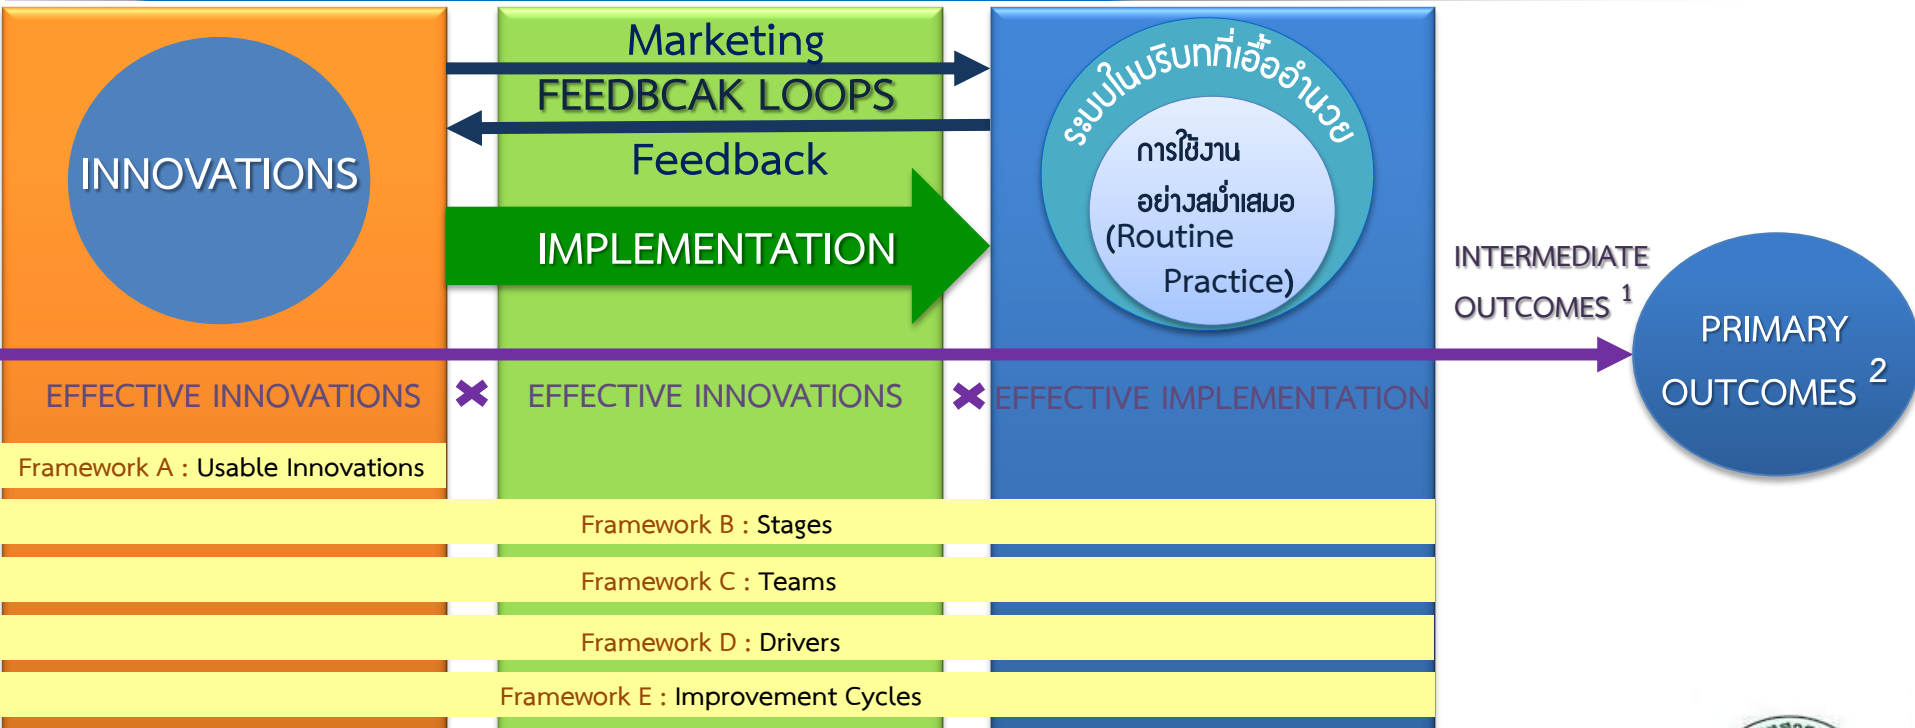 INNOVATIONS
Marketing
FEEDBCAK LOOPS
Feedback
IMPLEMENTATION
ระบบในบริบทที่เอื้ออำนวย
การใช้งาน
อย่างสม่ำเสมอ
(Routine
Practice)
INTERMEDIATE
OUTCOMES 1
PRIMARY
OUTCOMES 2
EFFECTIVE INNOVATIONS × EFFECTIVE INNOVATIONS × EFFECTIVE IMPLEMENTATION
Framework A : Usable Innovations
Framework B : Stages
Framework C : Teams
Framework D : Drivers
Framework E : Improvement Cycles